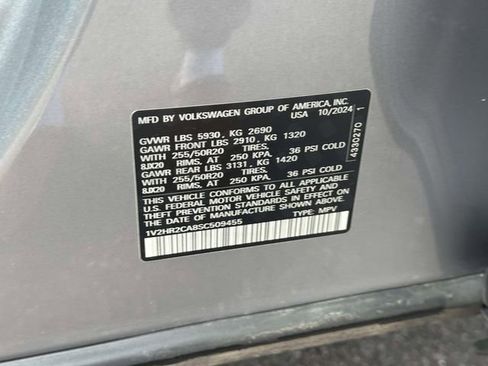 MFD BY VOLKSWAGEN GROUP OF AMERICA, INC.
USA 10/2024
GVWR LBS 5930, KG 2690
GAWR FRONT LBS 2910, KG 1320
WITH 255/50R20 TIRES,
8JX20 RIMS, AT 250 KPA, 36 PSI COLD
GAWR REAR LBS 3131, KG 1420
WITH 255/50R20 TIRES,
8JX20 RIMS, AT 250 KPA, 36 PSI COLD
THIS VEHICLE CONFORMS TO ALL APPLICABLE
U.S. FEDERAL MOTOR VEHICLE SAFETY AND
THEFT PREVENTION STANDARDS IN EFFECT ON THE
DATE OF MANUFACTURE SHOWN ABOVE.
1V2HR2CA8SC509455 TYPE: MPV
4330270 1